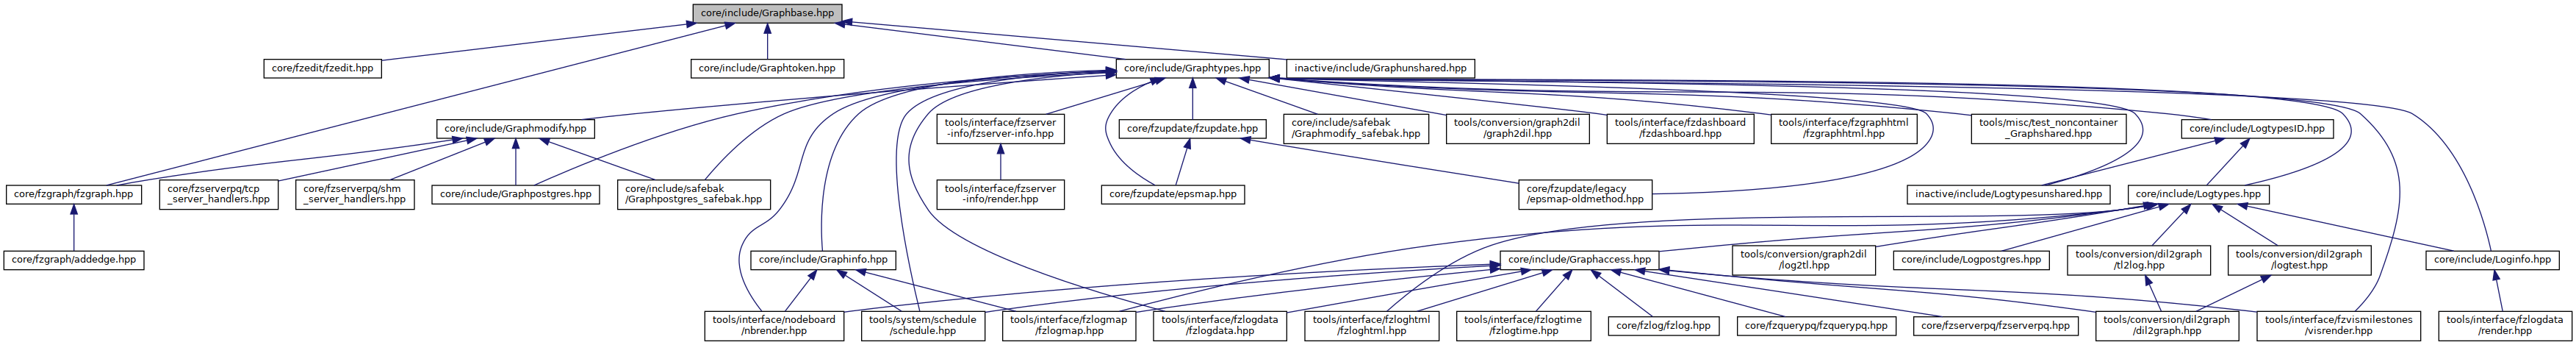 core/include/Graphbase.hpp
core/fzedit/fzedit.hpp
core/include/Graphtoken.hpp
core/include/Graphtypes.hpp
inactive/include/Graphunshared.hpp
core/include/Graphmodify.hpp
tools/interface/fzserver
-info/fzserver-info.hpp
core/fzupdate/fzupdate.hpp
core/include/safebak
/Graphmodify_safebak.hpp
tools/conversion/graph2dil
/graph2dil.hpp
tools/interface/fzdashboard
/fzdashboard.hpp
tools/interface/fzgraphhtml
/fzgraphhtml.hpp
tools/misc/test_noncontainer
_Graphshared.hpp
core/include/LogtypesID.hpp
core/fzgraph/fzgraph.hpp
core/fzserverpq/tcp
_server_handlers.hpp
core/fzserverpq/shm
_server_handlers.hpp
core/include/Graphpostgres.hpp
core/include/safebak
/Graphpostgres_safebak.hpp
tools/interface/fzserver
-info/render.hpp
core/fzupdate/epsmap.hpp
core/fzupdate/legacy
/epsmap-oldmethod.hpp
inactive/include/Logtypesunshared.hpp
core/include/Logtypes.hpp
core/fzgraph/addedge.hpp
core/include/Graphinfo.hpp
core/include/Graphaccess.hpp
tools/conversion/graph2dil
/log2tl.hpp
core/include/Logpostgres.hpp
tools/conversion/dil2graph
/tl2log.hpp
tools/conversion/dil2graph
/logtest.hpp
core/include/Loginfo.hpp
tools/interface/nodeboard
/nbrender.hpp
tools/system/schedule
/schedule.hpp
tools/interface/fzlogmap
/fzlogmap.hpp
tools/interface/fzlogdata
/fzlogdata.hpp
tools/interface/fzloghtml
/fzloghtml.hpp
tools/interface/fzlogtime
/fzlogtime.hpp
core/fzlog/fzlog.hpp
core/fzquerypq/fzquerypq.hpp
core/fzserverpq/fzserverpq.hpp
tools/conversion/dil2graph
/dil2graph.hpp
tools/interface/fzvismilestones
/visrender.hpp
tools/interface/fzlogdata
/render.hpp